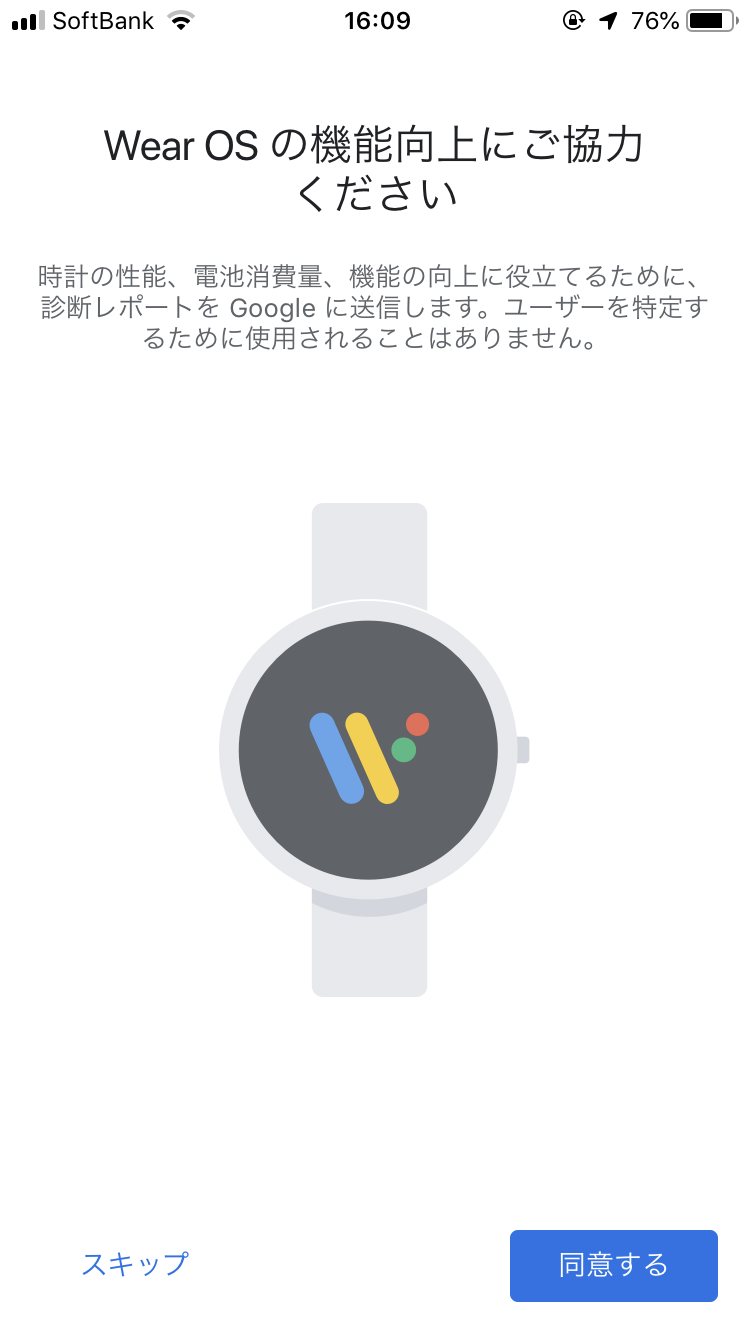 SoftBank 16:09 76%
Wear OS の機能向上にご協力
ください
時計の性能、電池消費量、機能の向上に役立てるために、
診断レポートを Google に送信します。ユーザーを特定す
るために使用されることはありません。
スキップ 同意する